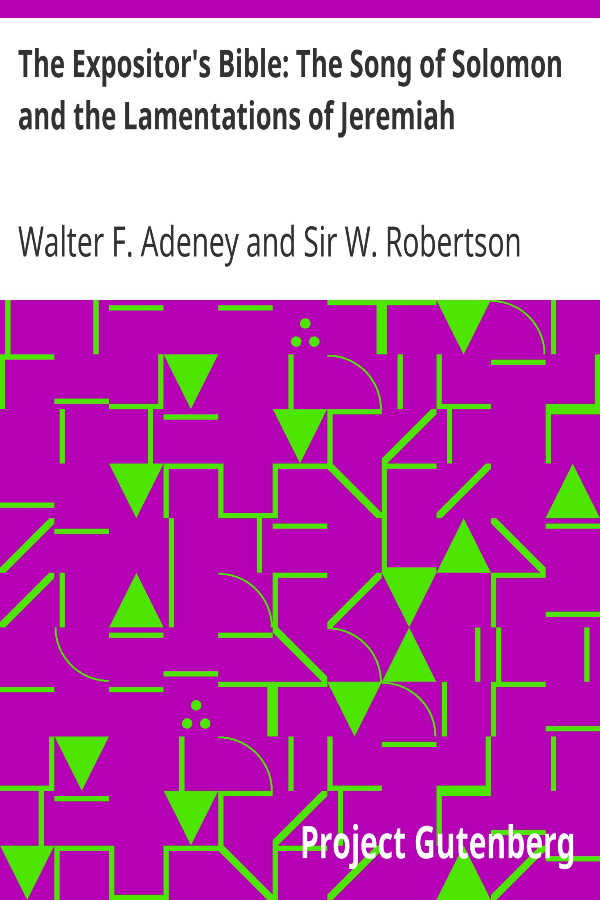 The Expositor's Bible: The Song of Solomon
and the Lamentations of Jeremiah
Walter F. Adeney and Sir W. Robertson
Project Gutenberg